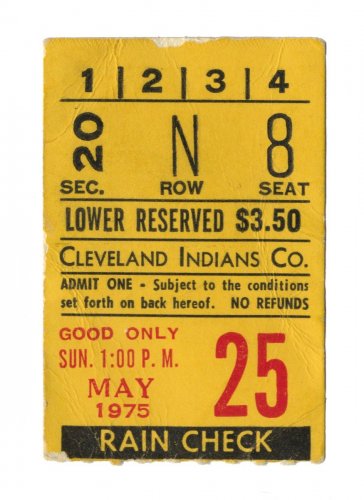 1 | 2 | 3 | 4
20 N 8
SEC. ROW SEAT
LOWER RESERVED $3.50
CLEVELAND INDIANS CO.
ADMIT ONE - Subject to the conditions
set forth on back hereof. NO REFUNDS
GOOD ONLY
SUN. 1:00 P. M.
MAY 25
1975
RAIN CHECK